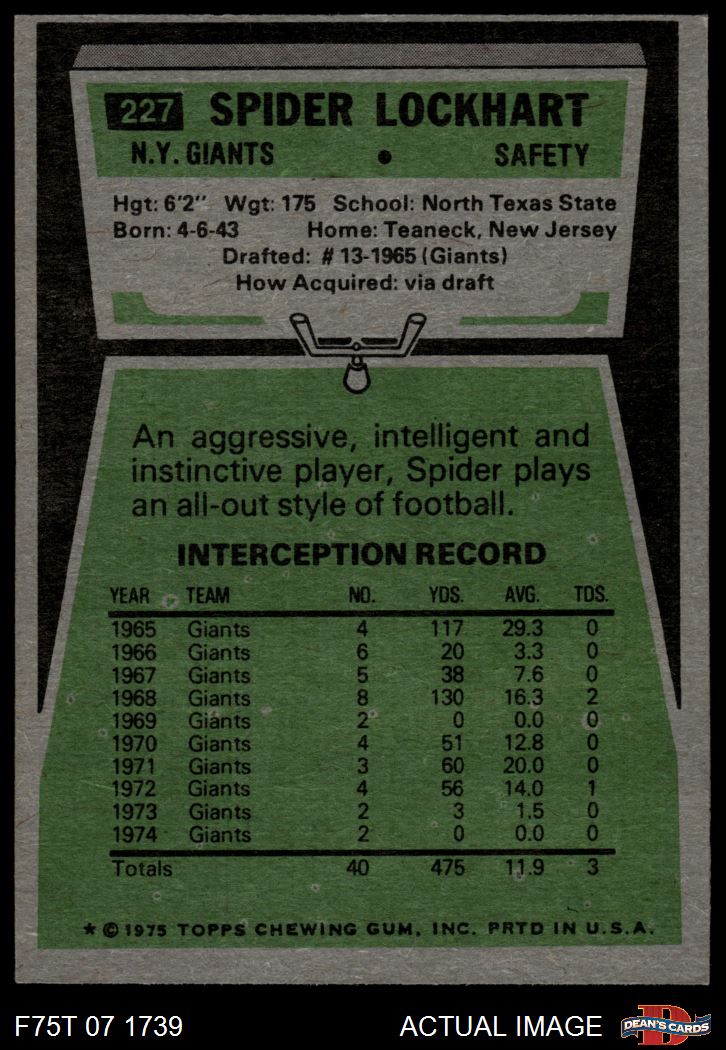 227 SPIDER LOCKHART
N.Y. GIANTS • SAFETY
Hgt: 6'2" Wgt: 175 School: North Texas State
Born: 4-6-43 Home: Teaneck, New Jersey
Drafted: # 13-1965 (Giants)
How Acquired: via draft
An aggressive, intelligent and
instinctive player, Spider plays
an all-out style of football.
INTERCEPTION RECORD
YEAR TEAM NO. YDS. AVG. TDS.
1965 Giants 4 117 29.3 0
1966 Giants 6 20 3.3 0
1967 Giants 5 38 7.6 0
1968 Giants 8 130 16.3 2
1969 Giants 2 0 0.0 0
1970 Giants 4 51 12.8 0
1971 Giants 3 60 20.0 0
1972 Giants 4 56 14.0 1
1973 Giants 2 3 1.5 0
1974 Giants 2 0 0.0 0
Totals 40 475 11.9 3
* © 1975 TOPPS CHEWING GUM, INC. PRTD IN U.S.A.
F75T 07 1739 ACTUAL IMAGE D DEAN'S CARDS